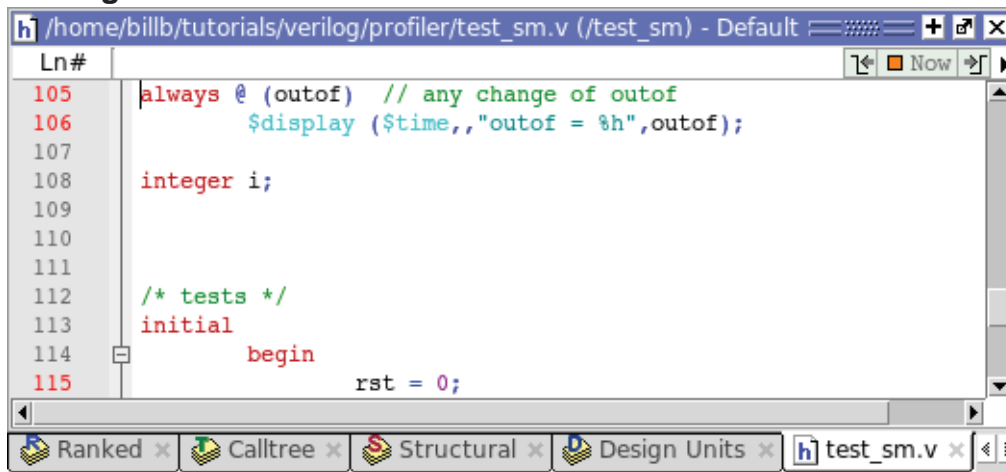 h /home/billb/tutorials/verilog/profiler/test_sm.v (/test_sm) - Default
Ln# Now
105 always @ (outof) // any change of outof
106 $display ($time,,"outof = %h",outof);
107
108 integer i;
109
110
111
112 /* tests */
113 initial
114 begin
115 rst = 0;
Ranked Calltree Structural Design Units h test_sm.v